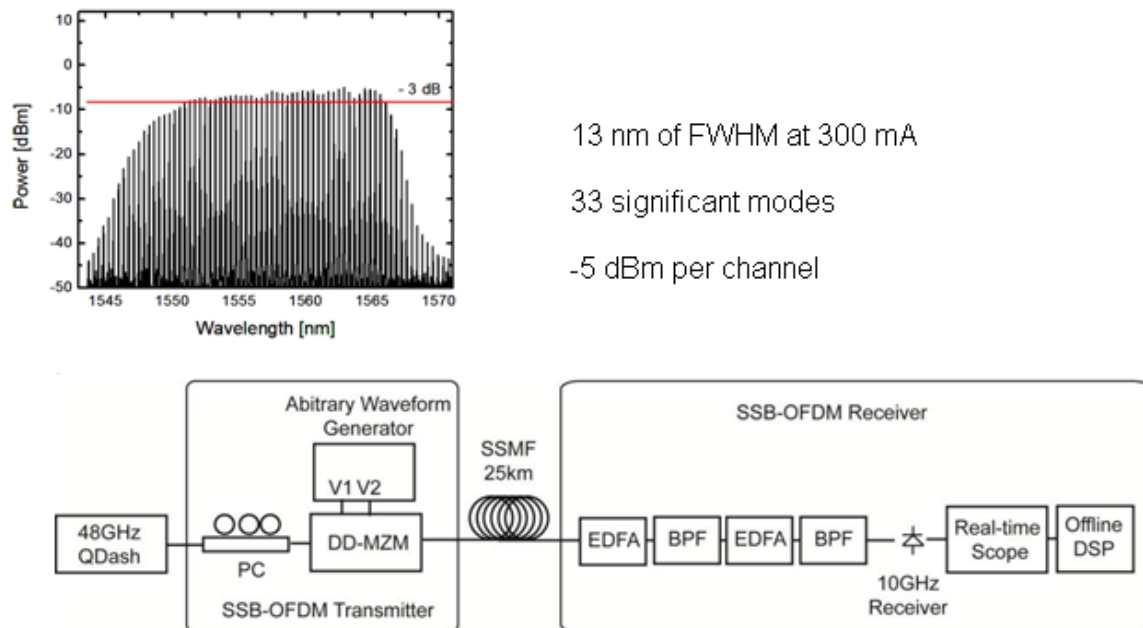 10
0
-10
-20
-30
-40
-50
Power [dBm]
- 3 dB
1545 1550 1555 1560 1565 1570
Wavelength [nm]
13 nm of FWHM at 300 mA
33 significant modes
-5 dBm per channel
Abitrary Waveform
Generator
V1 V2
48GHz
QDash
PC
DD-MZM
SSB-OFDM Transmitter
SSMF
25km
SSB-OFDM Receiver
EDFA
BPF
EDFA
BPF
10GHz
Receiver
Real-time
Scope
Offline
DSP